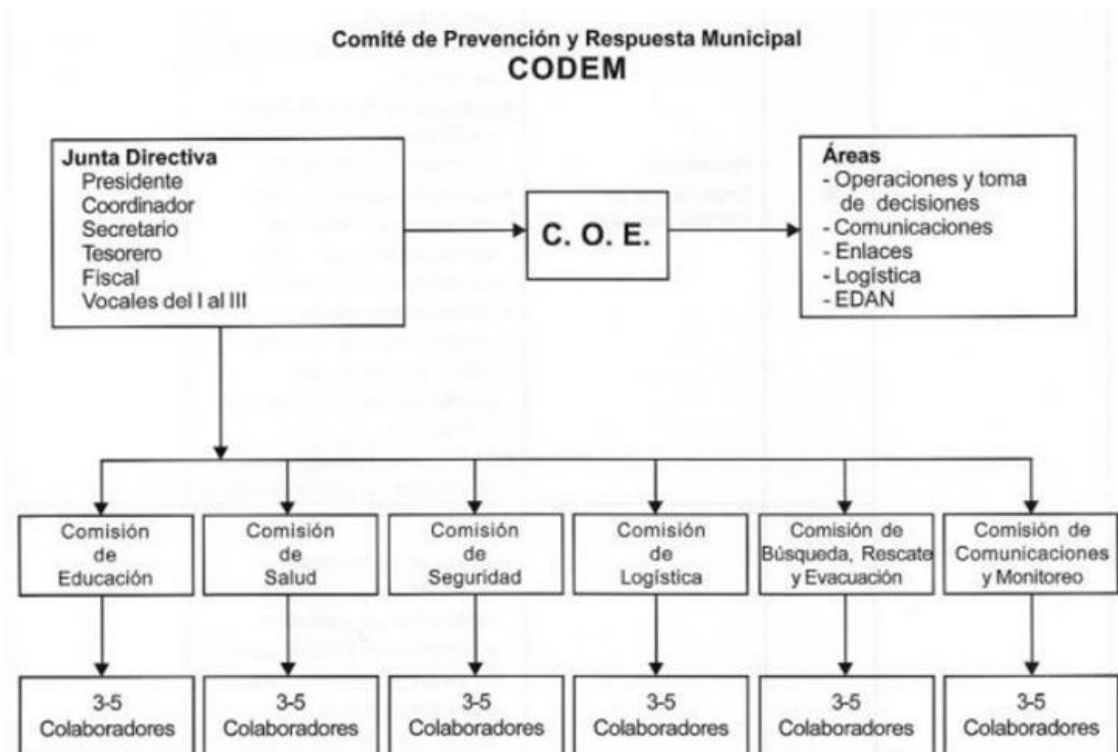 Comité de Prevención y Respuesta Municipal
CODEM
Junta Directiva
Presidente
Coordinador
Secretario
Tesorero
Fiscal
Vocales del I al III
C. O. E.
Áreas
- Operaciones y toma
de decisiones
- Comunicaciones
- Enlaces
- Logística
- EDAN
Comisión
de
Educación
Comisión
de
Salud
Comisión
de
Seguridad
Comisión
de
Logística
Comisión de
Búsqueda, Rescate
y Evacuación
Comisión de
Comunicaciones
y Monitoreo
3-5
Colaboradores
3-5
Colaboradores
3-5
Colaboradores
3-5
Colaboradores
3-5
Colaboradores
3-5
Colaboradores